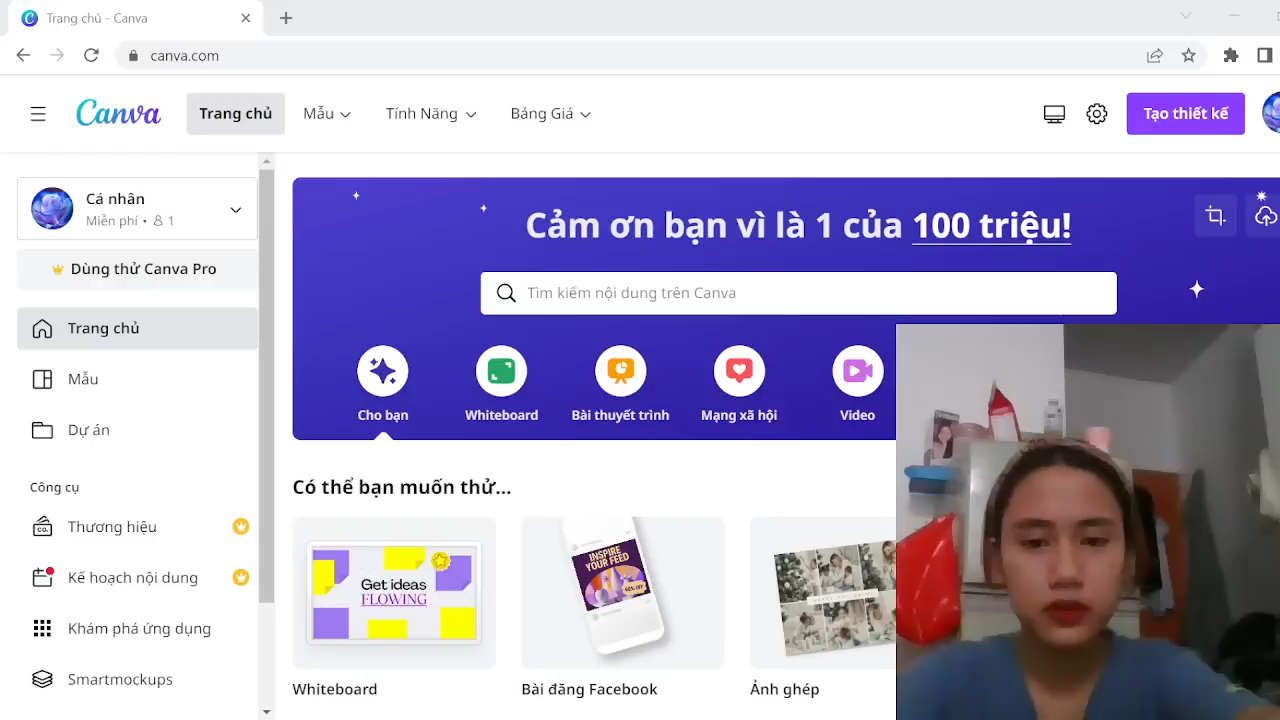 Trang chủ - Canva
canva.com
Canva
Trang chủ
Mẫu
Tính Năng
Bảng Giá
Tạo thiết kế
Cá nhân
Miễn phí • 1
Dùng thử Canva Pro
Trang chủ
Mẫu
Dự án
Công cụ
Thương hiệu
Kế hoạch nội dung
Khám phá ứng dụng
Smartmockups
Cảm ơn bạn vì là 1 của 100 triệu!
Tìm kiếm nội dung trên Canva
Cho bạn
Whiteboard
Bài thuyết trình
Mạng xã hội
Video
Có thể bạn muốn thử...
Get ideas
FLOWING
INSPIRE
YOUR FEED
Whiteboard
Bài đăng Facebook
Ảnh ghép